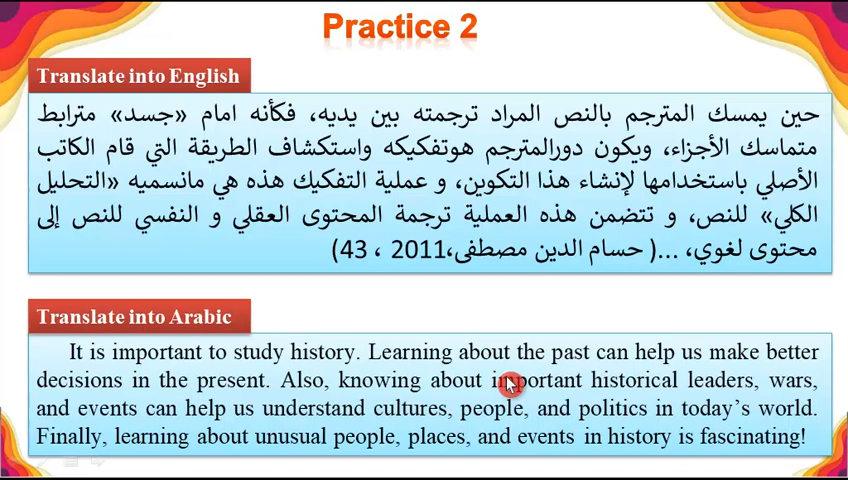 Practice 2
Translate into English
حين يمسك المترجم بالنص المراد ترجمته بين يديه، فكأنه امام «جسد» مترابط
متماسك الأجزاء، ويكون دورالمترجم هوتفكيكه واستكشاف الطريقة التي قام الكاتب
الأصلي باستخدامها لإنشاء هذا التكوين، و عملية التفكيك هذه هي مانسميه «التحليل
الكلي» للنص، و تتضمن هذه العملية ترجمة المحتوى العقلي و النفسي للنص إلى
محتوى لغوي، ...( حسام الدين مصطفى،2011 ، 43)
Translate into Arabic
It is important to study history. Learning about the past can help us make better
decisions in the present. Also, knowing about important historical leaders, wars,
and events can help us understand cultures, people, and politics in today's world.
Finally, learning about unusual people, places, and events in history is fascinating!